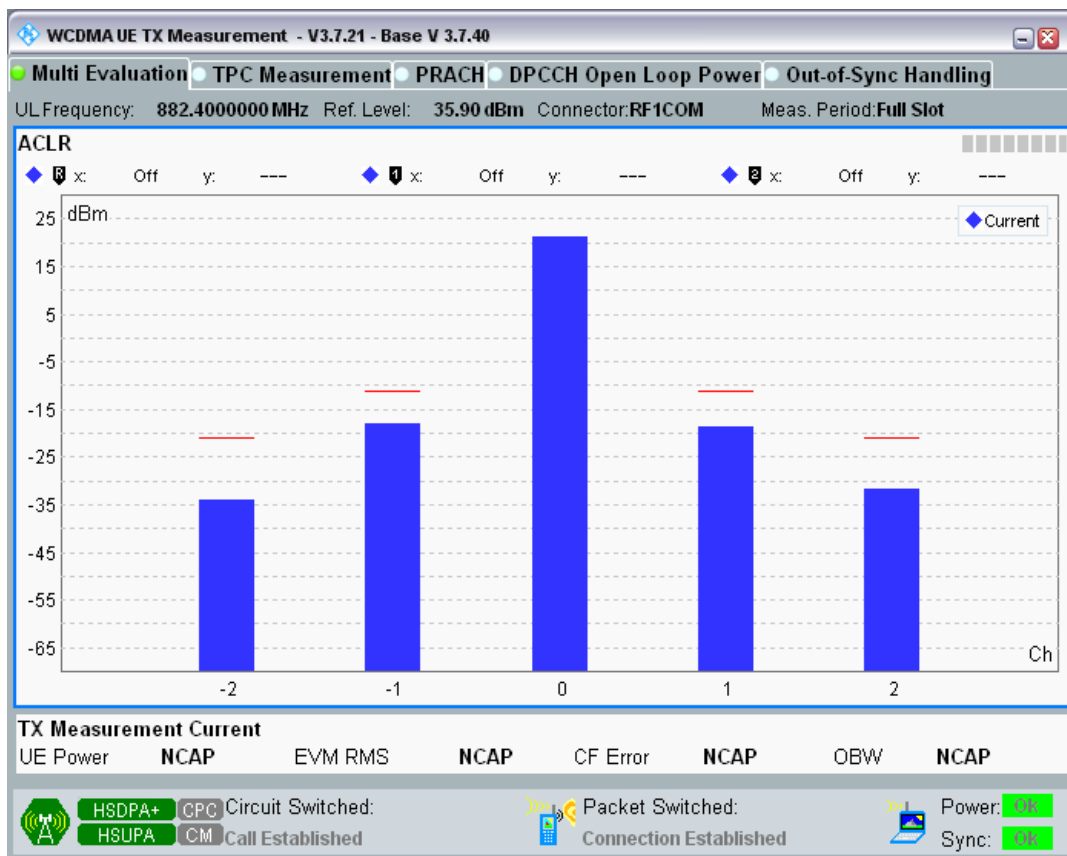 WCDMA UE TX Measurement - V3.7.21 - Base V 3.7.40
Multi Evaluation TPC Measurement PRACH DPCCH Open Loop Power Out-of-Sync Handling
UL Frequency: 882.4000000 MHz Ref. Level: 35.90 dBm Connector:RF1COM Meas. Period:Full Slot
ACLR
R x: Off y: --- 1 x: Off y: --- 2 x: Off y: ---
dBm
Current
25
15
5
-5
-15
-25
-35
-45
-55
-65
Ch
-2 -1 0 1 2
TX Measurement Current
UE Power NCAP EVM RMS NCAP CF Error NCAP OBW NCAP
HSDPA+ CPC Circuit Switched: Packet Switched: Power: Ok
HSUPA CM Call Established Connection Established Sync: Ok